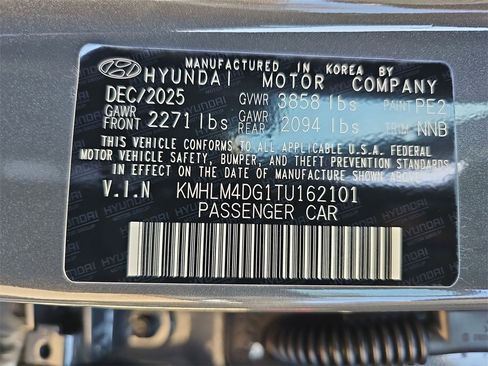 MANUFACTURED IN KOREA BY
HYUNDAI MOTOR COMPANY
DEC/2025 GVWR 3858 lbs PAINT PE2
GAWR FRONT 2271 lbs GAWR REAR 2094 lbs TRIM NNB
THIS VEHICLE CONFORMS TO ALL APPLICABLE U.S.A. FEDERAL
MOTOR VEHICLE SAFETY, BUMPER, AND THEFT PREVENTION STANDARDS
IN EFFECT ON THE DATE OF MANUFACTURE SHOWN ABOVE.
V.I.N KMHLM4DG1TU162101
PASSENGER CAR